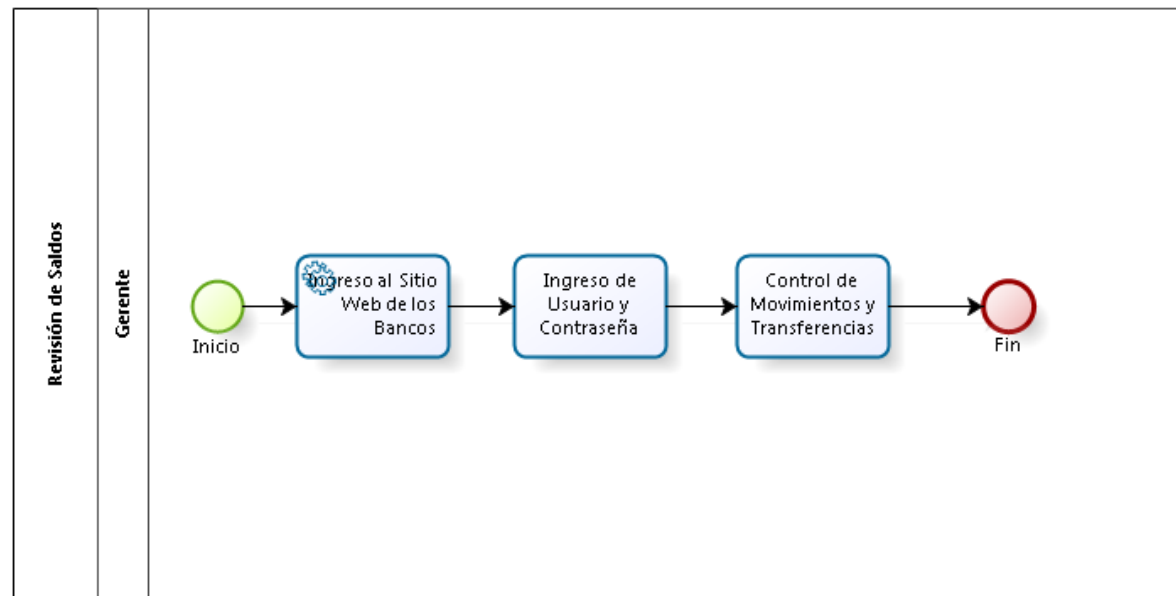 Revisión de Saldos
Gerente
Inicio
Ingreso al Sitio
Web de los
Bancos
Ingreso de
Usuario y
Contraseña
Control de
Movimientos y
Transferencias
Fin